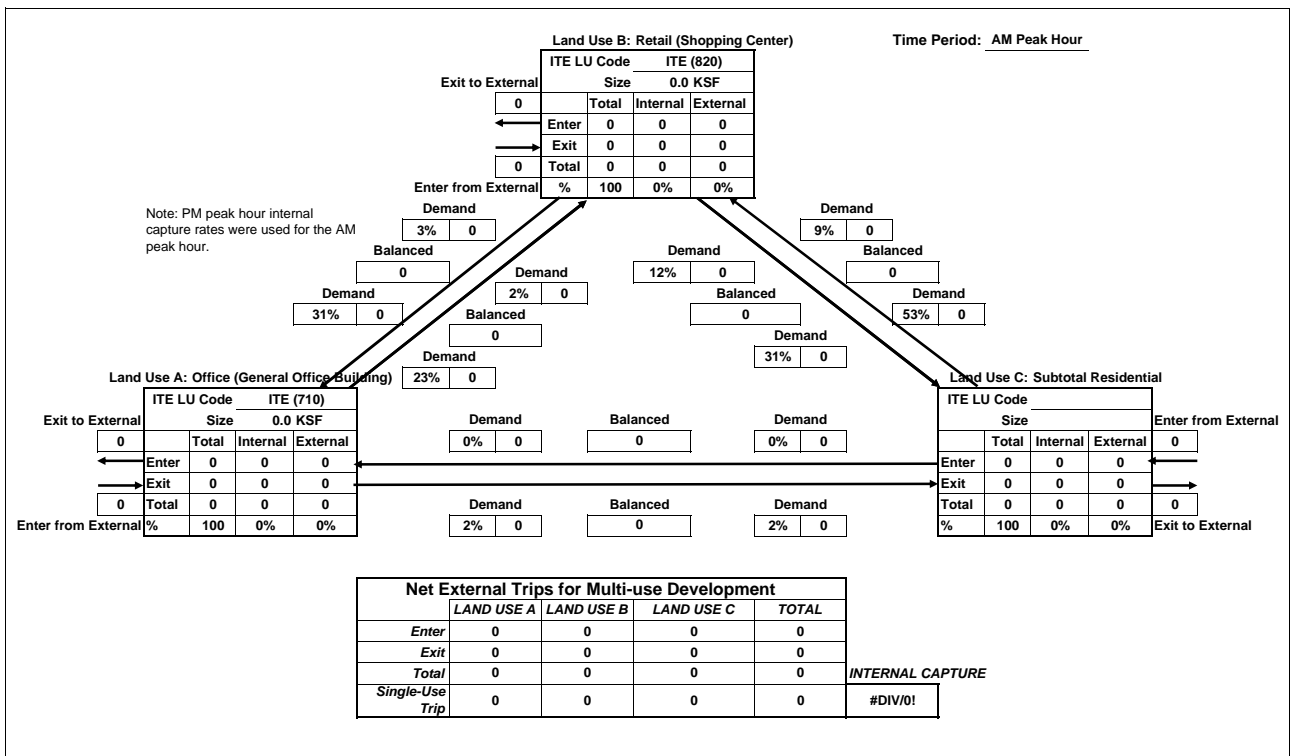 Land Use B: Retail (Shopping Center)
Time Period: AM Peak Hour
ITE LU Code ITE (820)
Exit to External Size 0.0 KSF
0 Total Internal External
Enter 0 0 0
Exit 0 0 0
0 Total 0 0 0
Enter from External % 100 0% 0%
Note: PM peak hour internal
capture rates were used for the AM
peak hour.
Demand
3% 0
Balanced
0
Demand
31% 0
Demand
2% 0
Balanced
0
Demand
23% 0
Demand
12% 0
Balanced
0
Demand
31% 0
Demand
9% 0
Balanced
0
Demand
53% 0
Land Use A: Office (General Office Building)
ITE LU Code ITE (710)
Exit to External Size 0.0 KSF
0 Total Internal External
Enter 0 0 0
Exit 0 0 0
0 Total 0 0 0
Enter from External % 100 0% 0%
Demand Balanced Demand
0% 0 0 0% 0
Demand Balanced Demand
2% 0 0 2% 0
Land Use C: Subtotal Residential
ITE LU Code
Size Enter from External
Total Internal External 0
Enter 0 0 0
Exit 0 0 0
Total 0 0 0 0
% 100 0% 0% Exit to External
Net External Trips for Multi-use Development
LAND USE A LAND USE B LAND USE C TOTAL
Enter 0 0 0 0
Exit 0 0 0 0
Total 0 0 0 0 INTERNAL CAPTURE
Single-Use
Trip 0 0 0 0 #DIV/0!